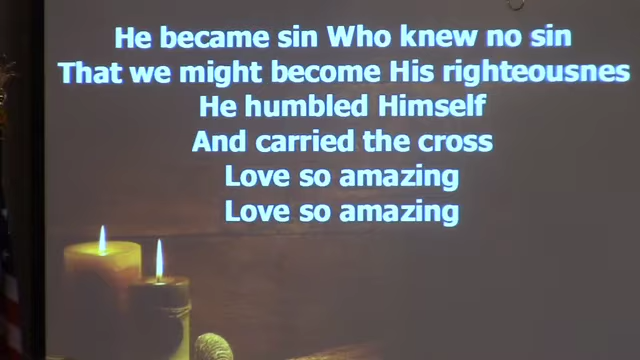 He became sin Who knew no sin
That we might become His righteousnes
He humbled Himself
And carried the cross
Love so amazing
Love so amazing